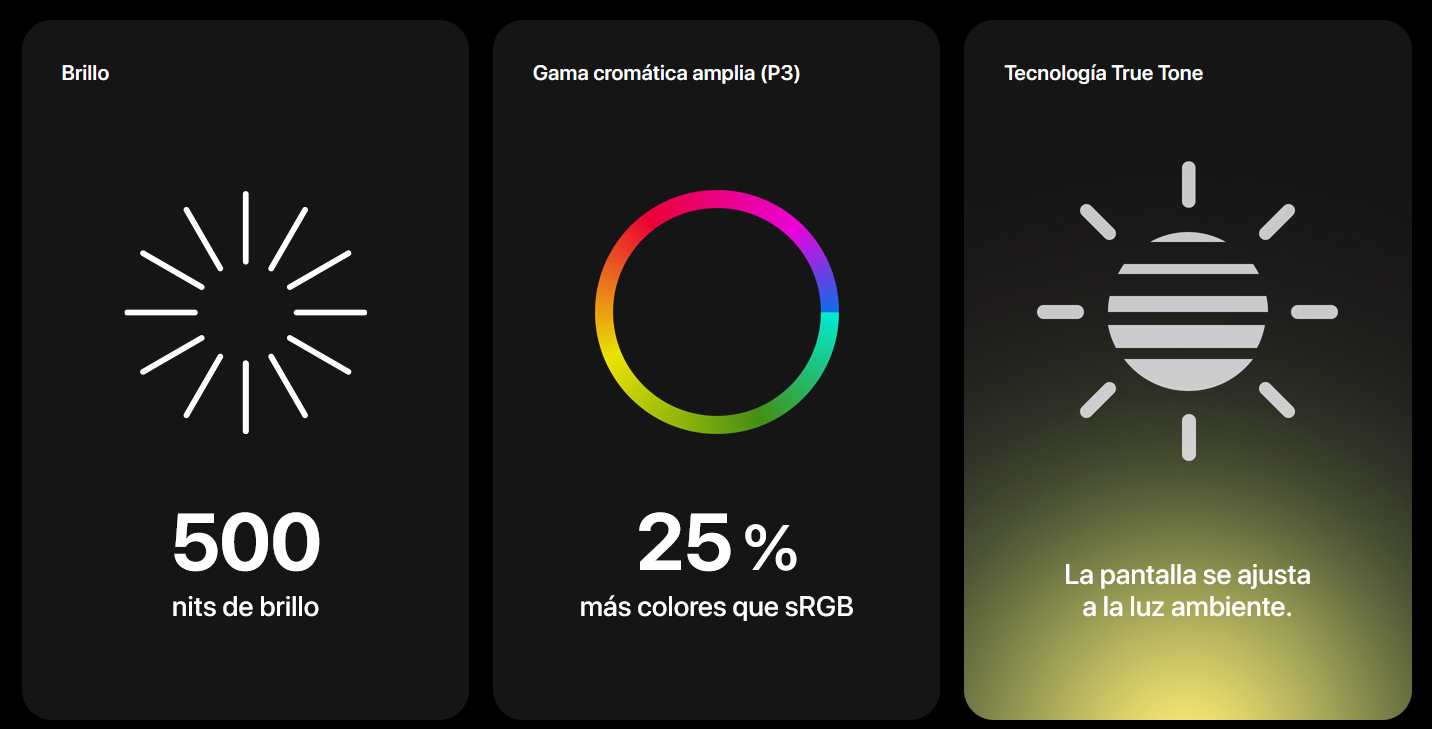 Brillo
500
nits de brillo
Gama cromática amplia (P3)
25 %
más colores que sRGB
Tecnología True Tone
La pantalla se ajusta
a la luz ambiente.